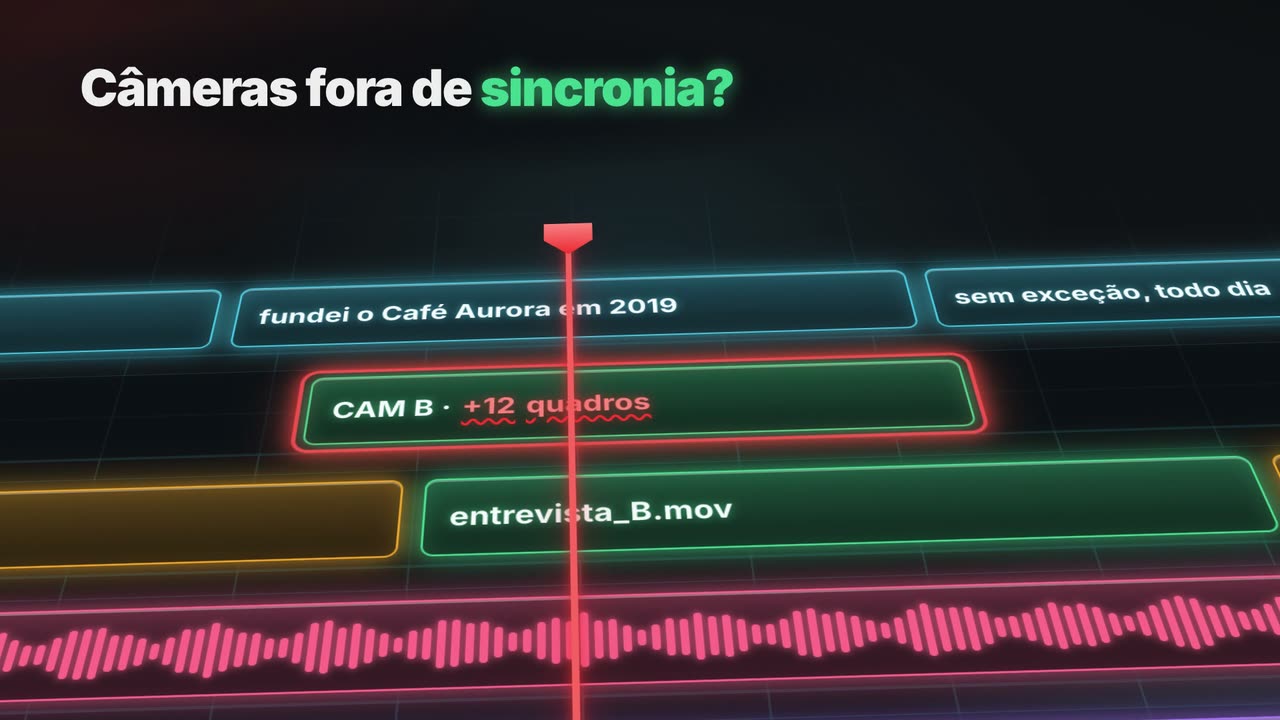 Câmeras fora de sincronia?
fundei o Café Aurora em 2019
sem exceção, todo dia
CAM B · +12 quadros
entrevista_B.mov